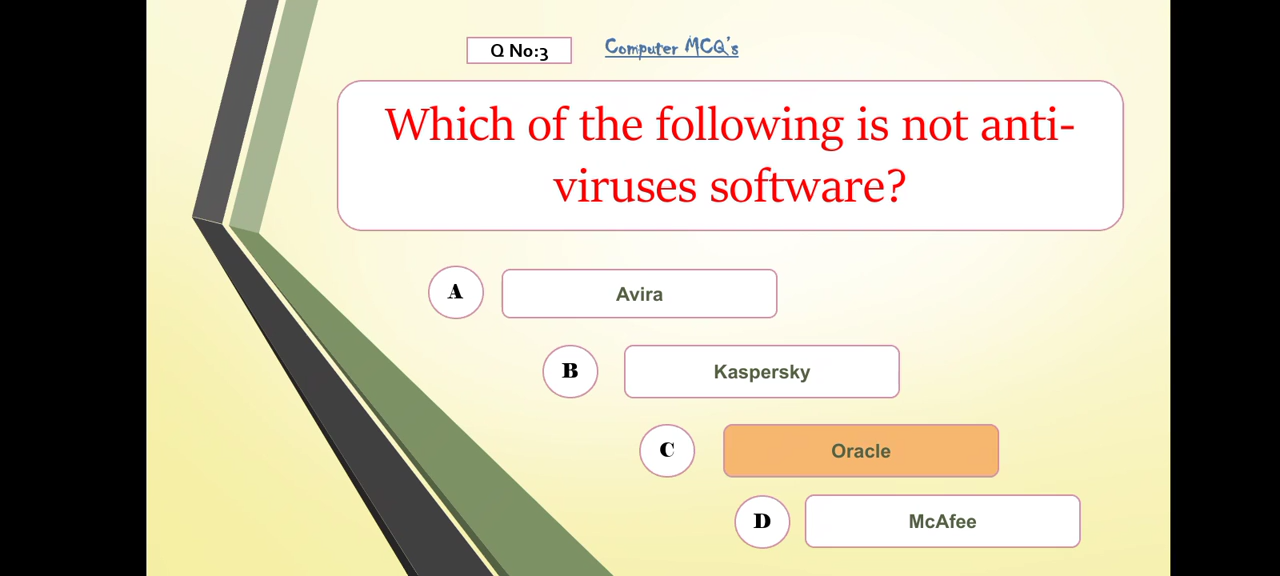 Q No:3
Computer MCQ's
Which of the following is not anti-
viruses software?
A
Avira
B
Kaspersky
C
Oracle
D
McAfee